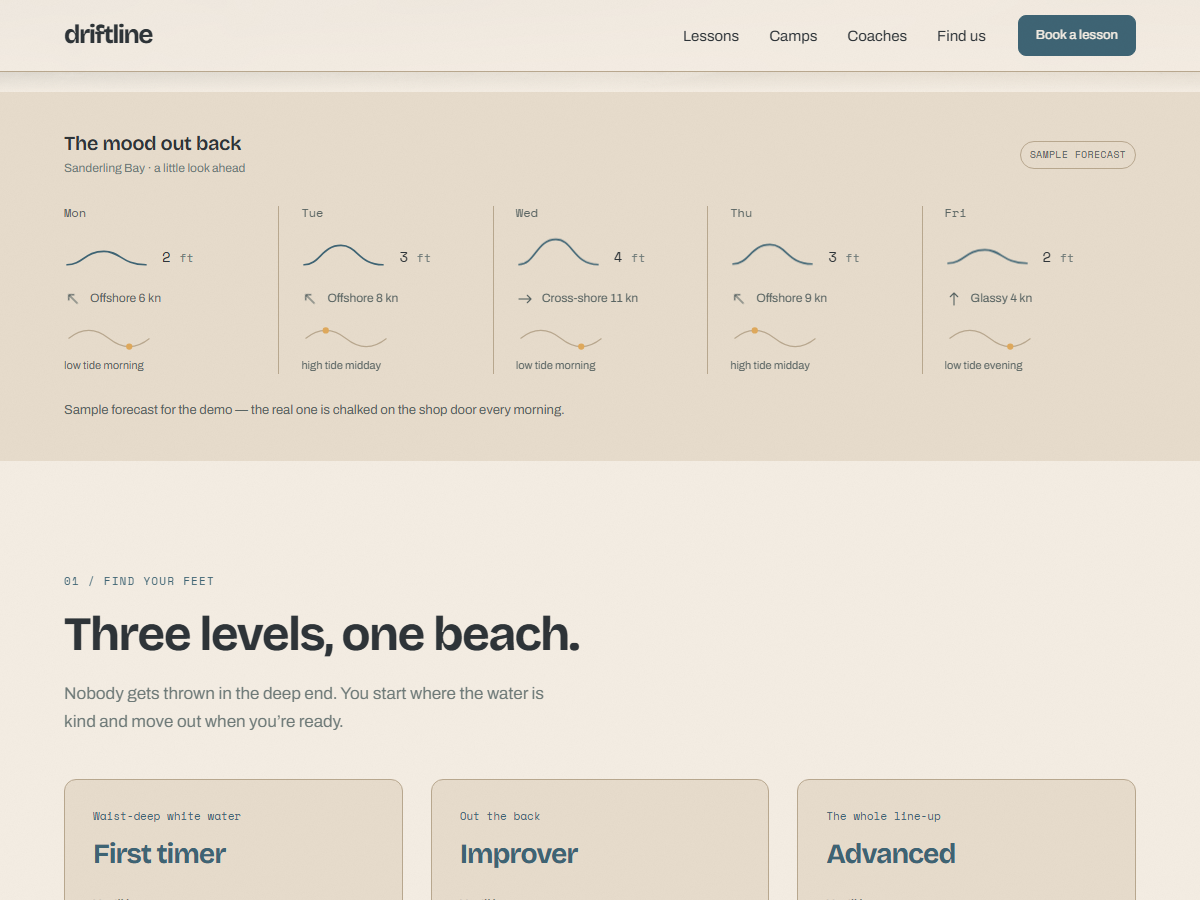 driftline
Lessons Camps Coaches Find us Book a lesson
The mood out back
Sanderling Bay · a little look ahead
SAMPLE FORECAST
Mon Tue Wed Thu Fri
2 ft 3 ft 4 ft 3 ft 2 ft
Offshore 6 kn Offshore 8 kn Cross-shore 11 kn Offshore 9 kn Glassy 4 kn
low tide morning high tide midday low tide morning high tide midday low tide evening
Sample forecast for the demo — the real one is chalked on the shop door every morning.
01 / FIND YOUR FEET
Three levels, one beach.
Nobody gets thrown in the deep end. You start where the water is
kind and move out when you’re ready.
Waist-deep white water Out the back The whole line-up
First timer Improver Advanced